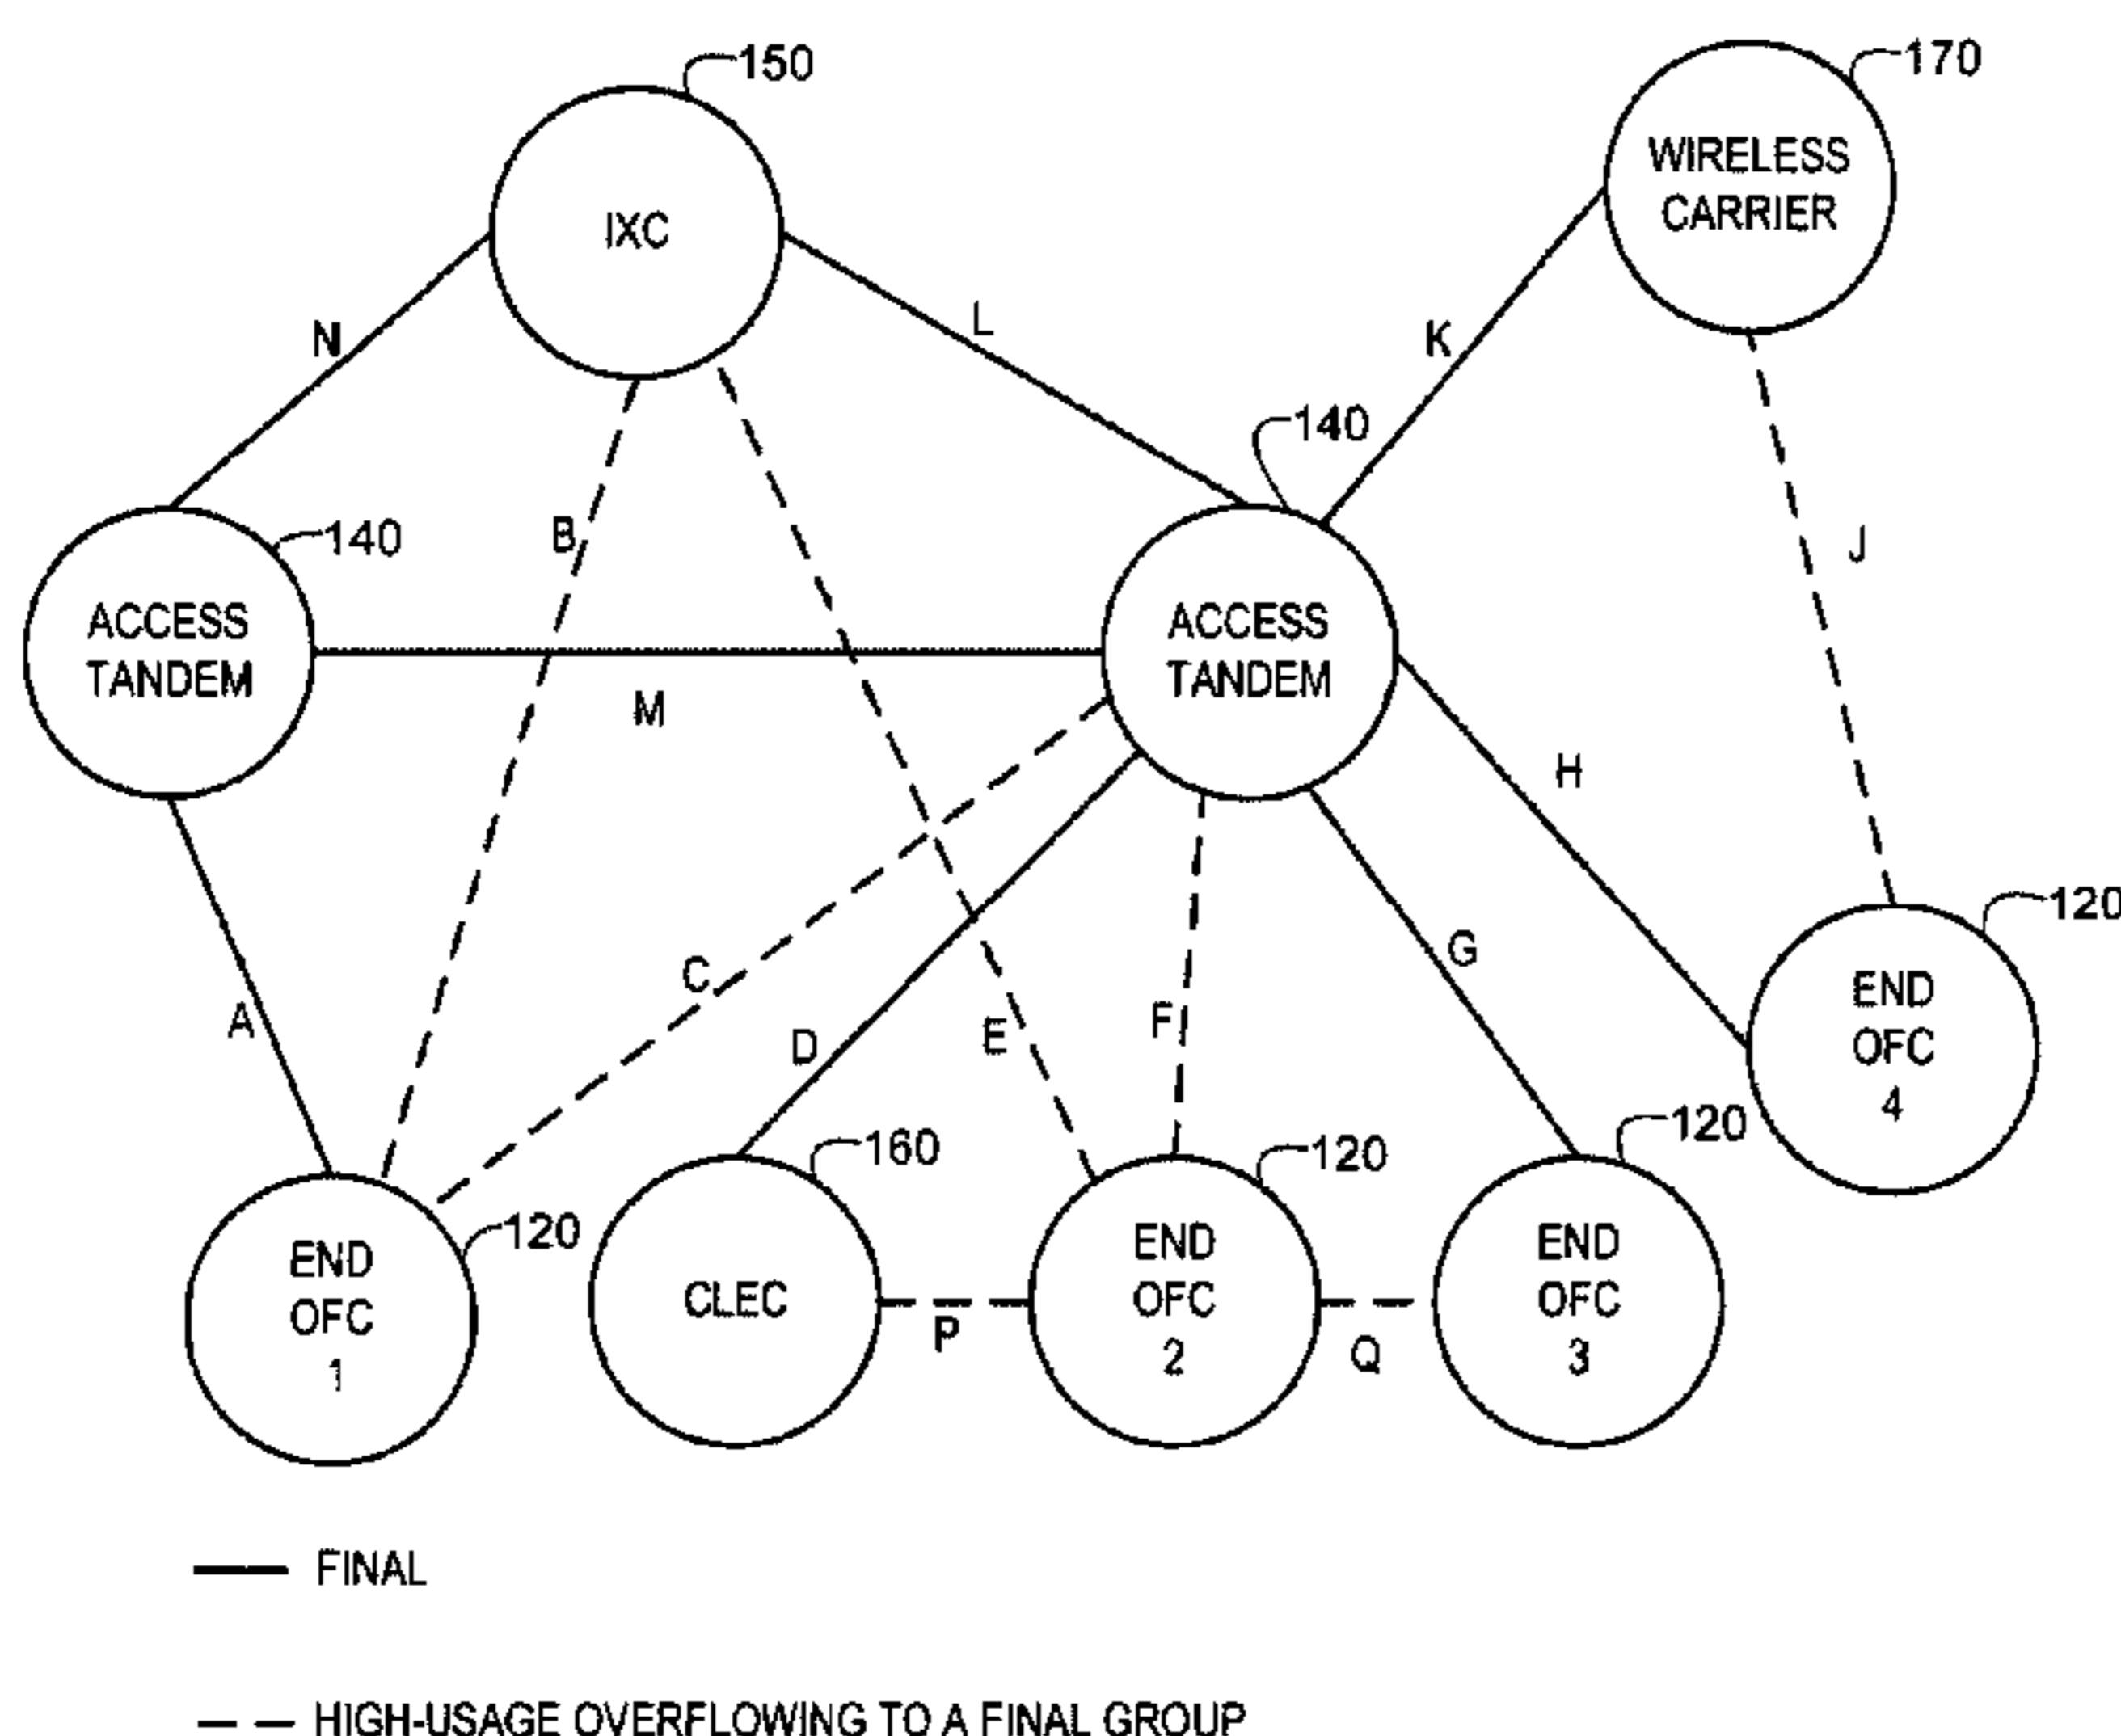 150
IXC
170
WIRELESS
CARRIER
N
L
K
140
140
B
J
ACCESS
TANDEM
ACCESS
TANDEM
M
H
120
A
C
D
E
F
G
END
OFC
4
160
120
120
120
END
OFC
1
CLEC
P
END
OFC
2
Q
END
OFC
3
FINAL
HIGH-USAGE OVERFLOWING TO A FINAL GROUP